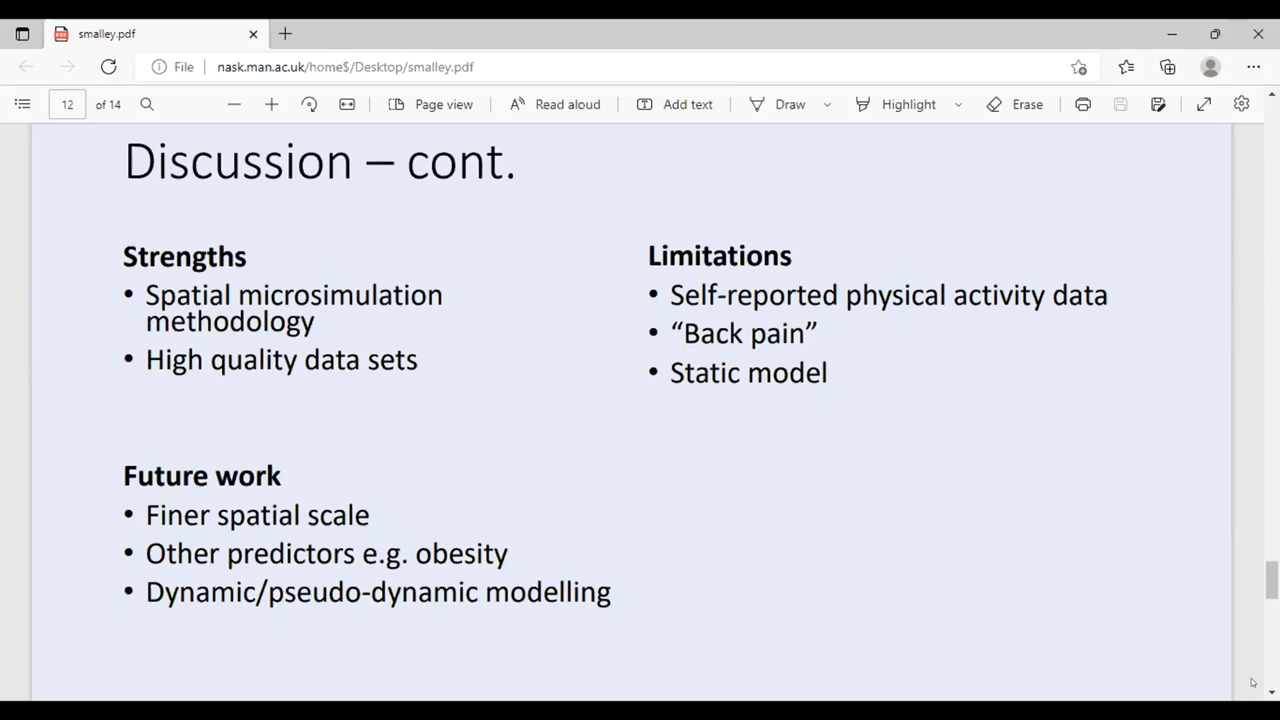 smalley.pdf
File nask.man.ac.uk/home$/Desktop/smalley.pdf
12 of 14 Page view Read aloud Add text Draw Highlight Erase
Discussion – cont.
Strengths
• Spatial microsimulation
methodology
• High quality data sets
Limitations
• Self-reported physical activity data
• “Back pain”
• Static model
Future work
• Finer spatial scale
• Other predictors e.g. obesity
• Dynamic/pseudo-dynamic modelling